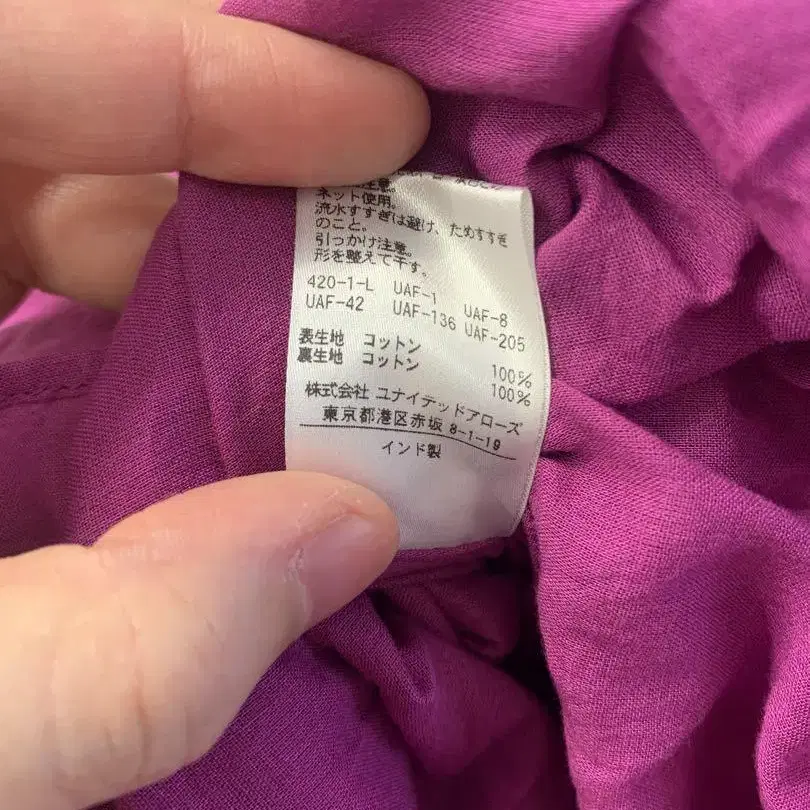 注意。
ネット使用。
流水すすぎは避け、ためすすぎ
のこと。
引っかけ注意。
形を整えて干す。
420-1-L UAF-1 UAF-8
UAF-42 UAF-136 UAF-205
表生地 コットン 100%
裏生地 コットン 100%
株式会社 ユナイテッドアローズ
東京都港区赤坂 8-1-19
インド製